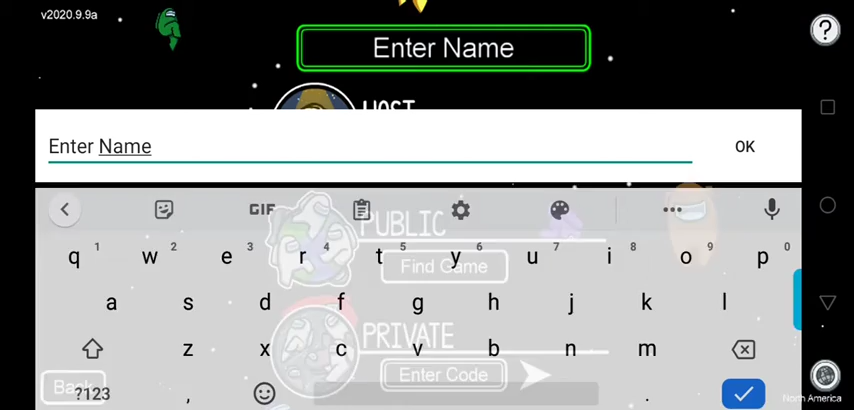 v2020.9.9a
?
Enter Name
HOST
Enter Name
OK
GIF
PUBLIC
q 1 w 2 e 3 r 4 t 5 y 6 u 7 i 8 o 9 p 0
Find Game
a s d f g h j k l
PRIVATE
z x c v b n m
Enter Code
Back
?123 , .
North America